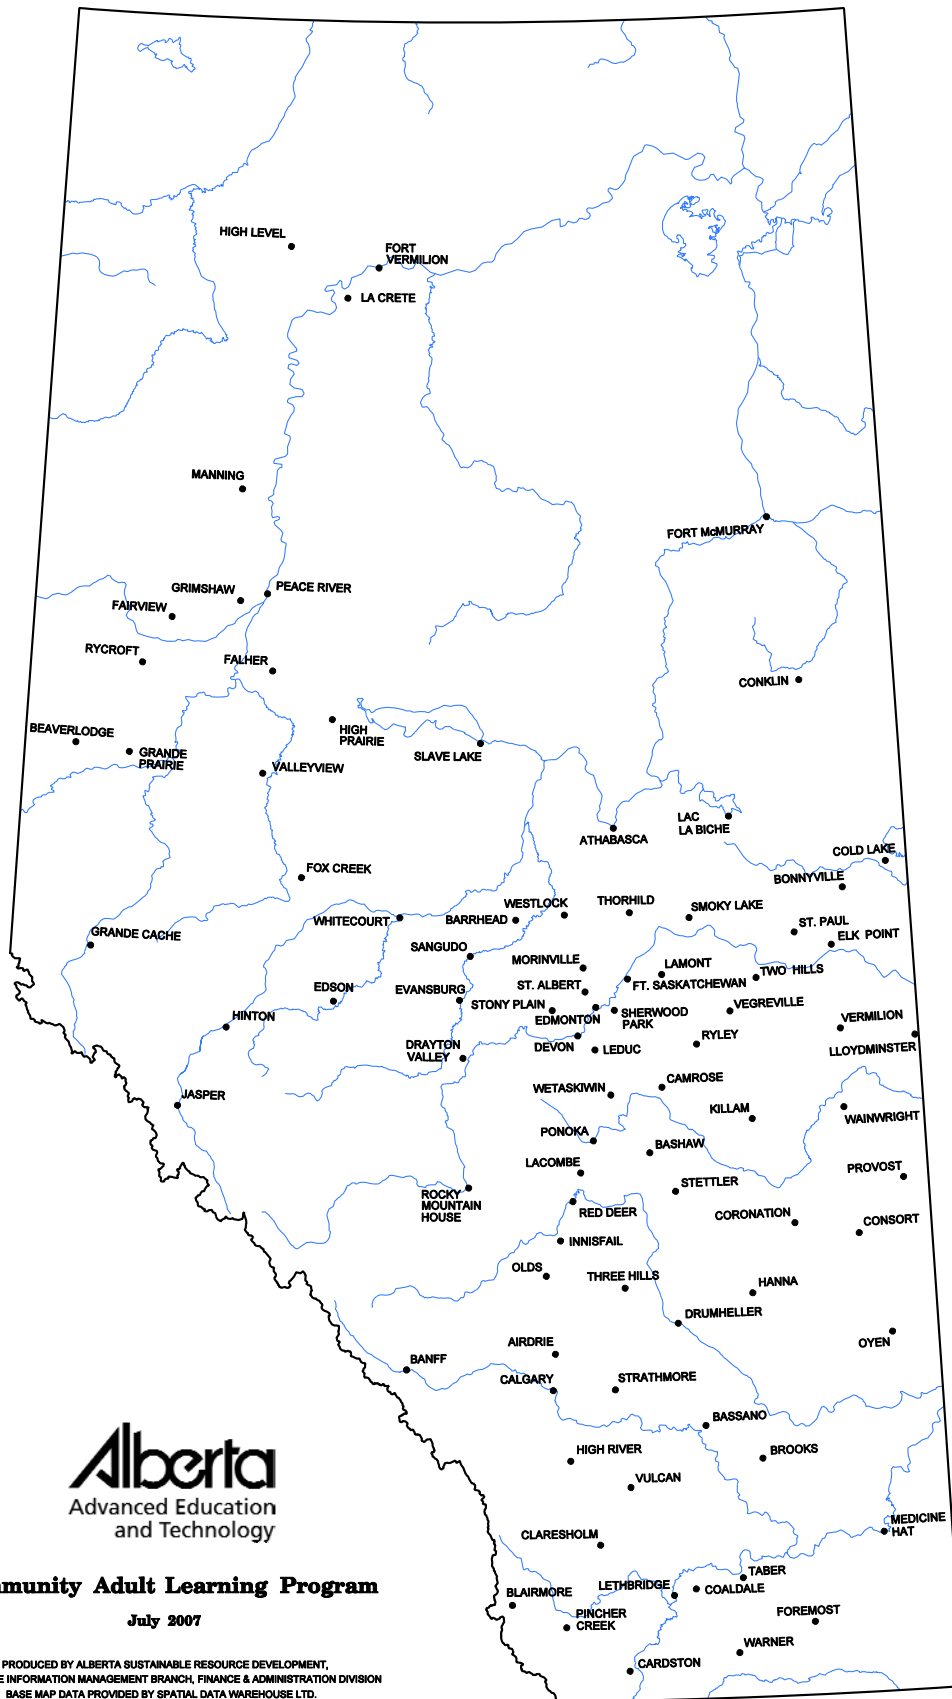 HIGH LEVEL
FORT
VERMILION
LA CRETE
MANNING
FORT McMURRAY
GRIMSHAW
PEACE RIVER
FAIRVIEW
RYCROFT
FALHER
CONKLIN
BEAVERLODGE
GRANDE
PRAIRIE
HIGH
PRAIRIE
SLAVE LAKE
VALLEYVIEW
LAC
LA BICHE
ATHABASCA
COLD LAKE
BONNYVILLE
FOX CREEK
WESTLOCK
THORHILD
SMOKY LAKE
WHITECOURT
BARRHEAD
ST. PAUL
ELK POINT
GRANDE CACHE
SANGUDO
MORINVILLE
LAMONT
TWO HILLS
FT. SASKATCHEWAN
EDSON
EVANSBURG
ST. ALBERT
STONY PLAIN
EDMONTON
SHERWOOD
PARK
VEGREVILLE
HINTON
VERMILION
LLOYDMINSTER
DRAYTON
VALLEY
DEVON
LEDUC
RYLEY
JASPER
WETASKIWIN
CAMROSE
KILLAM
WAINWRIGHT
PONOKA
BASHAW
LACOMBE
PROVOST
ROCKY
MOUNTAIN
HOUSE
STETTLER
RED DEER
CORONATION
CONSORT
INNISFAIL
OLDS
THREE HILLS
HANNA
DRUMHELLER
OYEN
AIRDRIE
BANFF
CALGARY
STRATHMORE
BASSANO
HIGH RIVER
BROOKS
VULCAN
MEDICINE
HAT
CLARESHOLM
TABER
LETHBRIDGE
COALDALE
BLAIRMORE
PINCHER
CREEK
FOREMOST
WARNER
CARDSTON
Alberta
Advanced Education
and Technology
munity Adult Learning Program
July 2007
PRODUCED BY ALBERTA SUSTAINABLE RESOURCE DEVELOPMENT,
E INFORMATION MANAGEMENT BRANCH, FINANCE & ADMINISTRATION DIVISION
BASE MAP DATA PROVIDED BY SPATIAL DATA WAREHOUSE LTD.